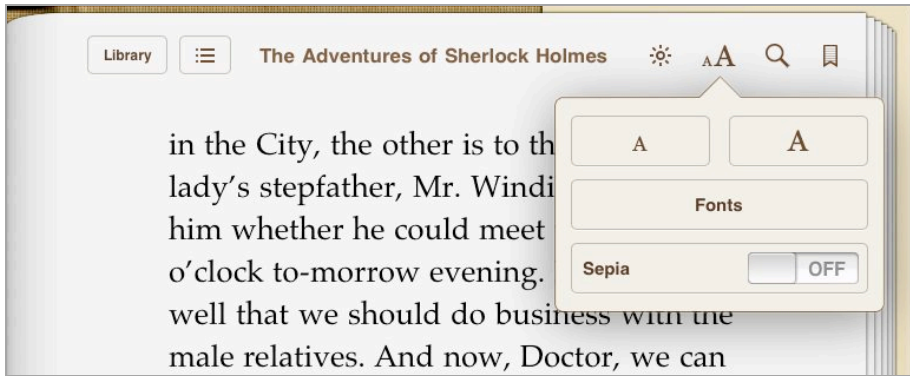 Library
The Adventures of Sherlock Holmes
AA
A
A
Fonts
Sepia
OFF
in the City, the other is to th
lady’s stepfather, Mr. Windi
him whether he could meet
o’clock to-morrow evening.
well that we should do business with the
male relatives. And now, Doctor, we can